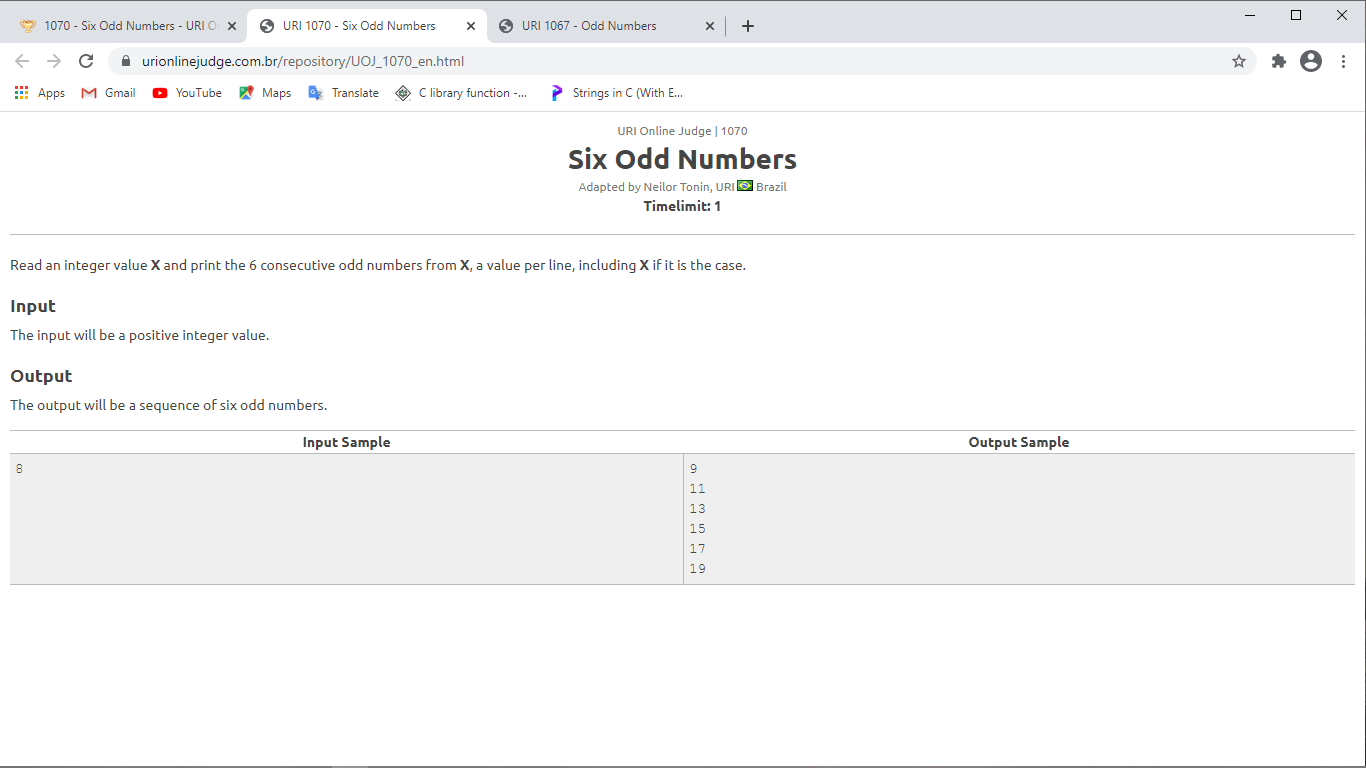 1070 - Six Odd Numbers - URI O
URI 1070 - Six Odd Numbers
URI 1067 - Odd Numbers
urionlinejudge.com.br/repository/UOJ_1070_en.html
Apps
Gmail
YouTube
Maps
Translate
C library function -...
Strings in C (With E...
URI Online Judge | 1070
Six Odd Numbers
Adapted by Neilor Tonin, URI Brazil
Timelimit: 1
Read an integer value X and print the 6 consecutive odd numbers from X, a value per line, including X if it is the case.
Input
The input will be a positive integer value.
Output
The output will be a sequence of six odd numbers.
Input Sample
Output Sample
8
9
11
13
15
17
19